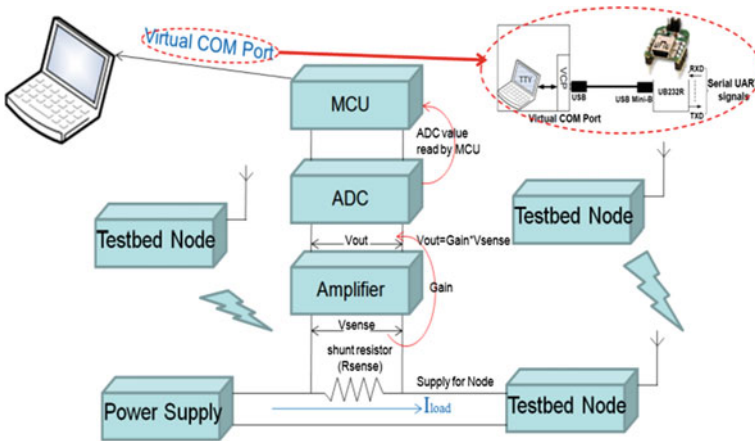 Virtual COM Port
TTY
VCP
USB
USB Mini-B
UB232R
RXD
TXD
Serial UART
signals
Virtual COM Port
MCU
ADC value
read by MCU
ADC
Testbed Node
Testbed Node
Vout
Vout=Gain*Vsense
Amplifier
Gain
Vsense
shunt resistor
(Rsense)
Supply for Node
Power Supply
Iload
Testbed Node